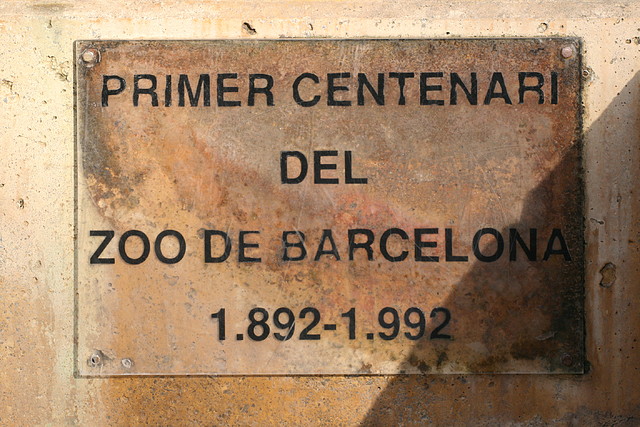 PRIMER CENTENARI
DEL
ZOO DE BARCELONA
1.892-1.992